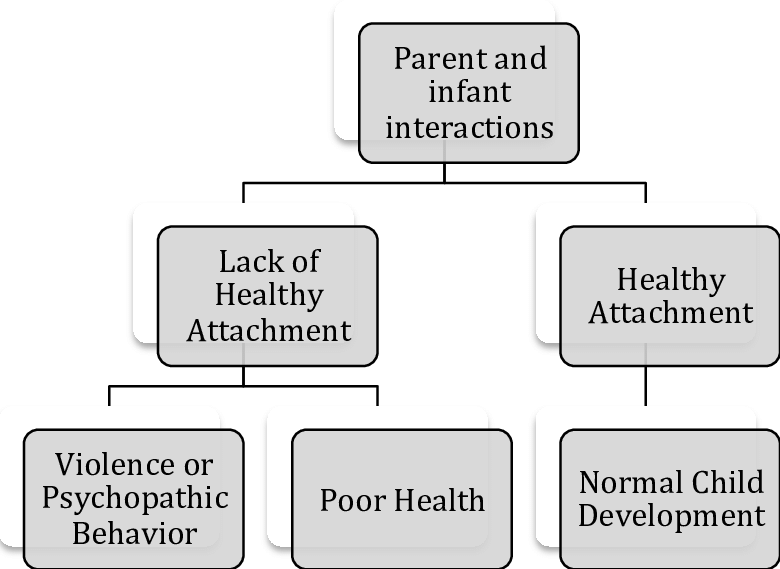 Parent and
infant
interactions
Lack of
Healthy
Attachment
Healthy
Attachment
Violence or
Psychopathic
Behavior
Poor Health
Normal Child
Development